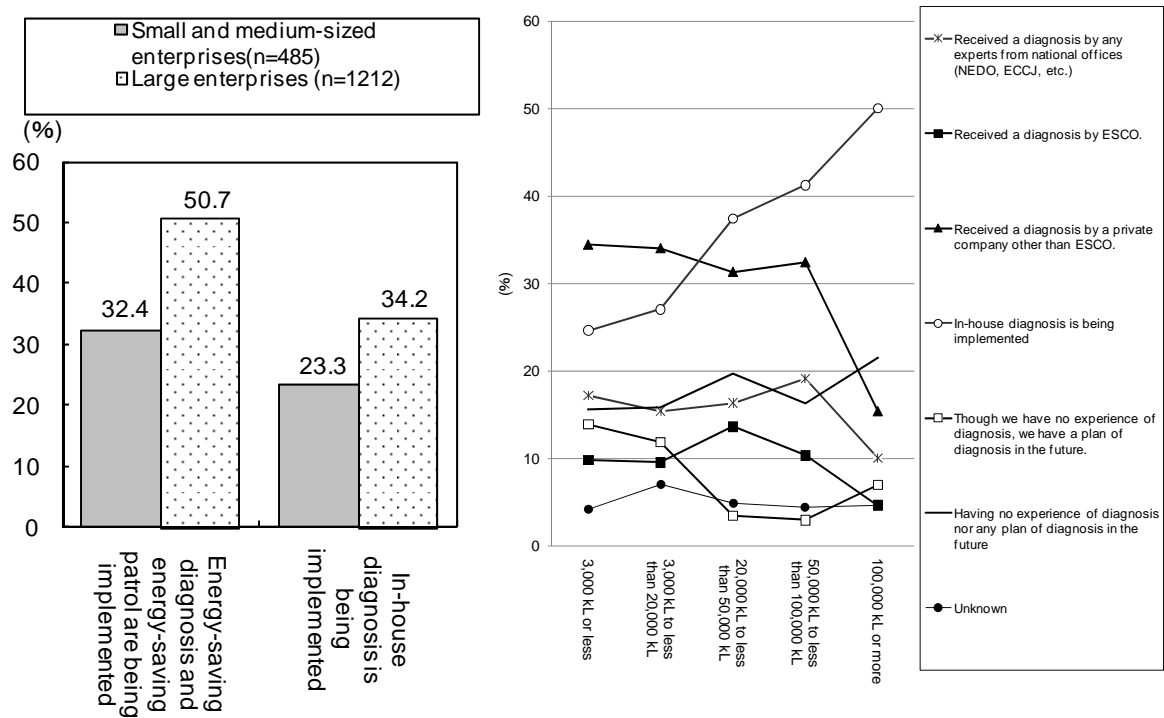 Small and medium-sized
enterprises(n=485)
Large enterprises (n=1212)
(%)
60
50
40
30
20
10
0
32.4
50.7
23.3
34.2
Energy-saving
diagnosis and
energy-saving
patrol are being
implemented
In-house
diagnosis is
being
implemented
60
50
40
30
20
10
0
(%)
3,000 kL or less
3,000 kL to less
than 20,000 kL
20,000 kL to less
than 50,000 kL
50,000 kL to less
than 100,000 kL
100,000 kL or more
Received a diagnosis by any
experts from national offices
(NEDO, ECCJ, etc.)
Received a diagnosis by ESCO.
Received a diagnosis by a private
company other than ESCO.
In-house diagnosis is being
implemented
Though we have no experience of
diagnosis, we have a plan of
diagnosis in the future.
Having no experience of diagnosis
nor any plan of diagnosis in the
future
Unknown